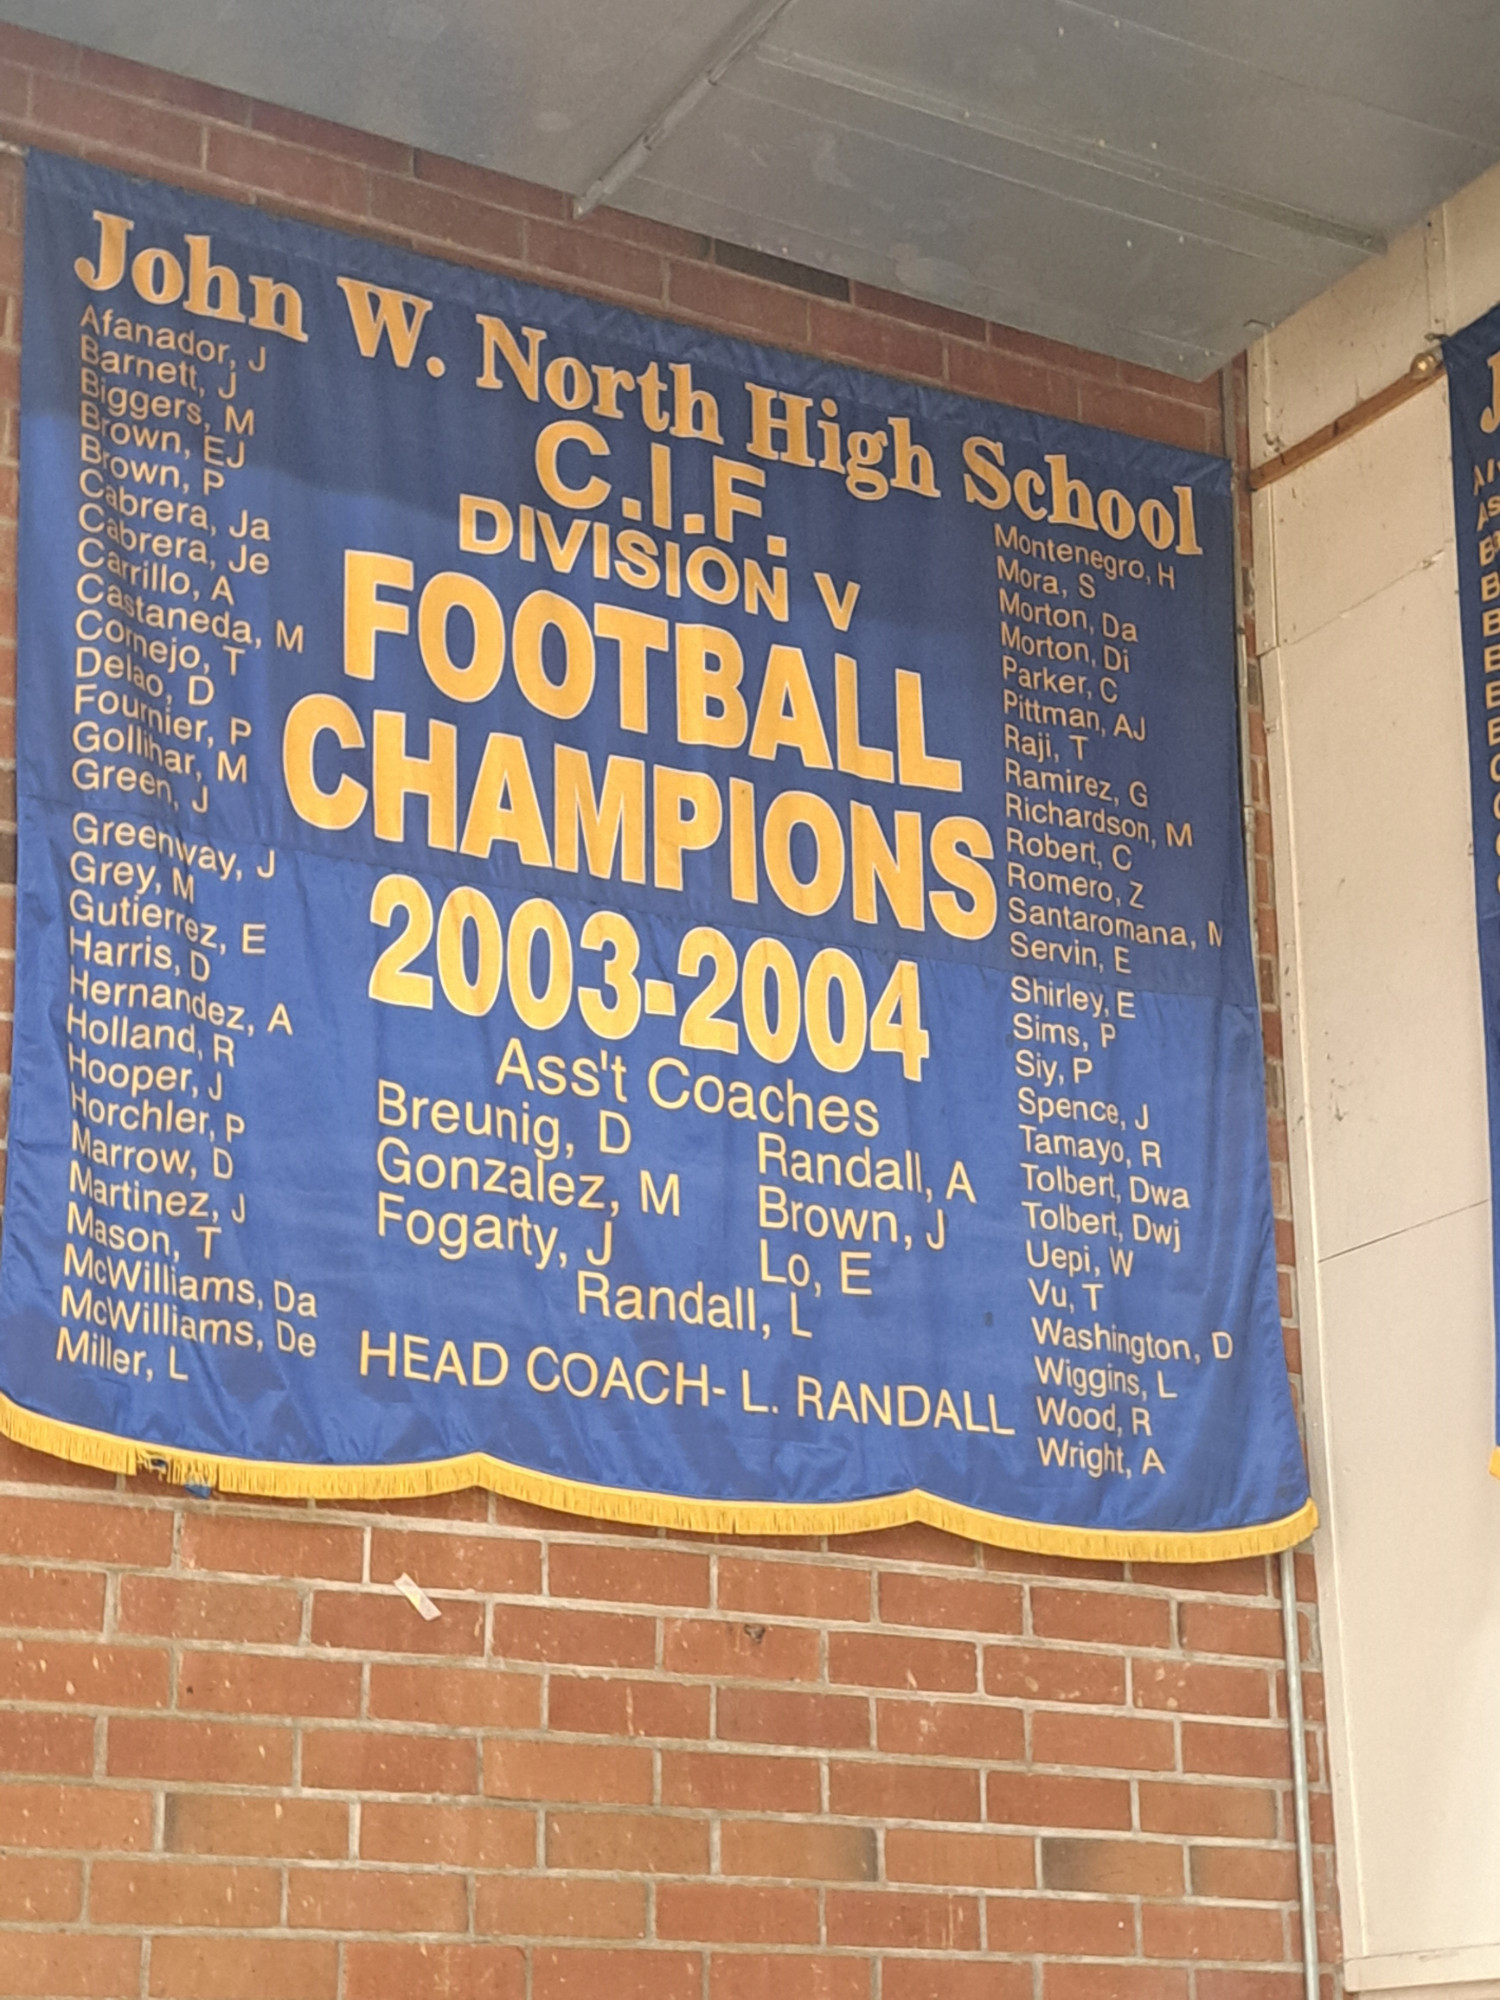 John W. North High School
C.I.F.
DIVISION V
FOOTBALL
CHAMPIONS
2003-2004
Afanador, J
Barnett, J
Biggers, M
Brown, EJ
Brown, P
Cabrera, Ja
Cabrera, Je
Carrillo, A
Castaneda, M
Cornejo, T
Delao, D
Fournier, P
Gollihar, M
Green, J
Greenway, J
Grey, M
Gutierrez, E
Harris, D
Hernandez, A
Holland, R
Hooper, J
Horchler, P
Marrow, D
Martinez, J
Mason, T
McWilliams, Da
McWilliams, De
Miller, L
Ass't Coaches
Breunig, D
Gonzalez, M
Fogarty, J
Randall, A
Brown, J
Lo, E
Randall, L
HEAD COACH- L. RANDALL
Montenegro, H
Mora, S
Morton, Da
Morton, Di
Parker, C
Pittman, AJ
Raji, T
Ramirez, G
Richardson, M
Robert, C
Romero, Z
Santaromana, M
Servin, E
Shirley, E
Sims, P
Siy, P
Spence, J
Tamayo, R
Tolbert, Dwa
Tolbert, Dwj
Uepi, W
Vu, T
Washington, D
Wiggins, L
Wood, R
Wright, A